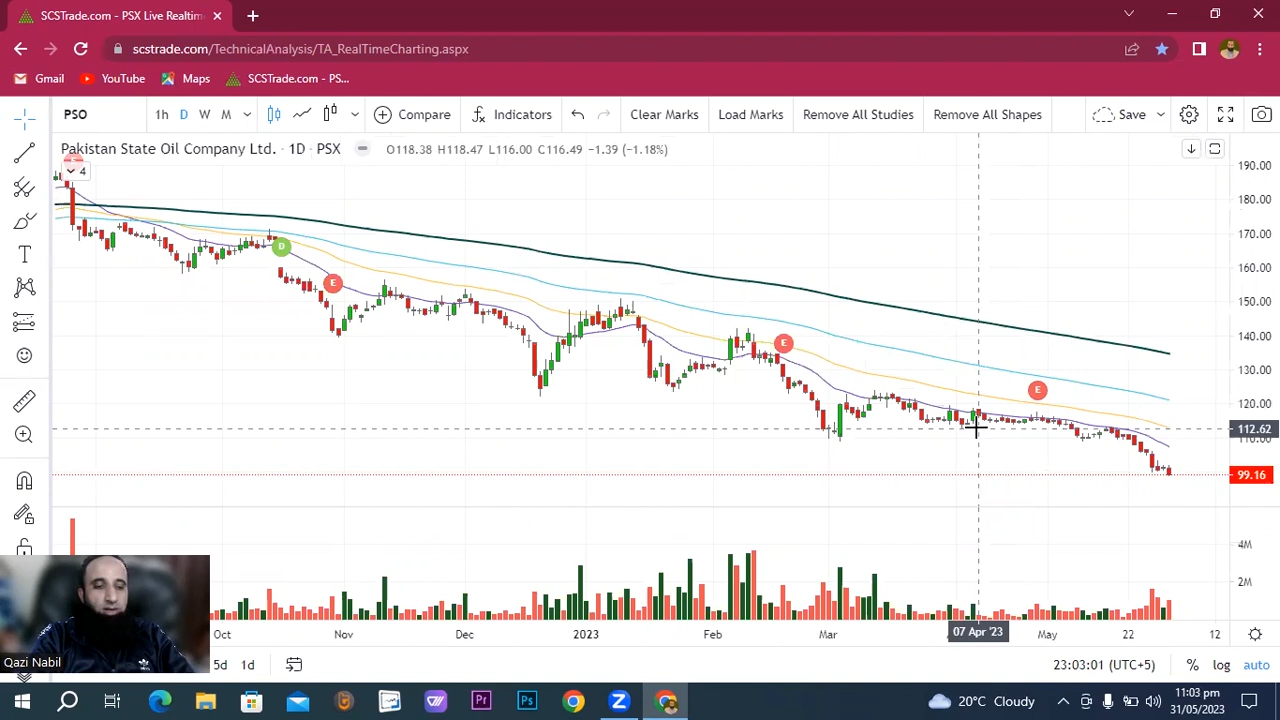 SCSTrade.com - PSX Live Realtim
scstrade.com/TechnicalAnalysis/TA_RealTimeCharting.aspx
Gmail YouTube Maps SCSTrade.com - PS...
PSO 1h D W M Compare Indicators Clear Marks Load Marks Remove All Studies Remove All Shapes Save
Pakistan State Oil Company Ltd. · 1D · PSX O118.38 H118.47 L116.00 C116.49 −1.39 (−1.18%)
4
190.00
180.00
170.00
D
160.00
E
150.00
140.00
E
130.00
E
120.00
112.62
110.00
99.16
4M
2M
Oct Nov Dec 2023 Feb Mar 07 Apr '23 May 22 12
Qazi Nabil
5d 1d 23:03:01 (UTC+5) % log auto
20°C Cloudy
11:03 pm
31/05/2023